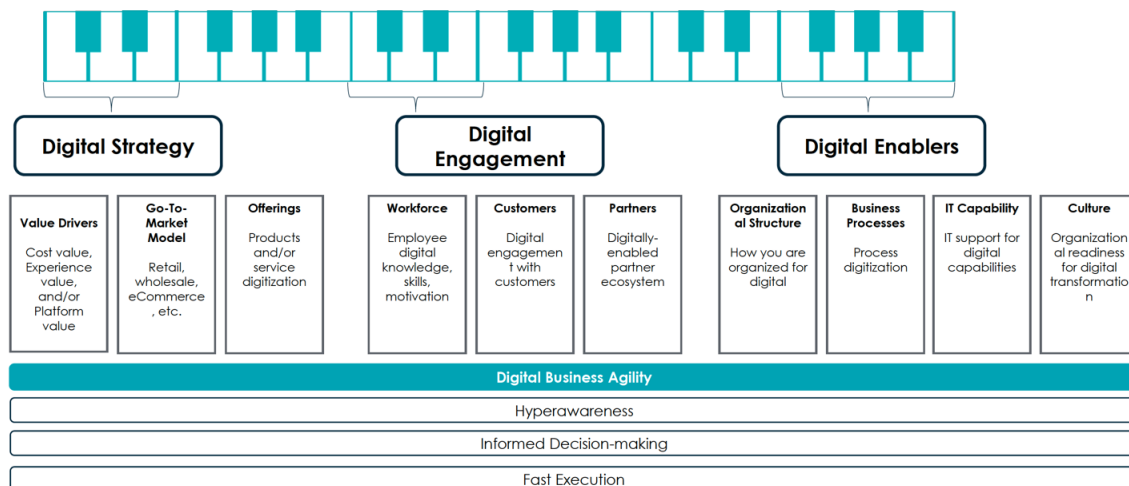 Digital Strategy
Digital
Engagement
Digital Enablers
Value Drivers
Cost value,
Experience
value,
and/or
Platform
value
Go-To-
Market
Model
Retail,
wholesale,
eCommerce
, etc.
Offerings
Products
and/or
service
digitization
Workforce
Employee
digital
knowledge,
skills,
motivation
Customers
Digital
engagemen
t with
customers
Partners
Digitally-
enabled
partner
ecosystem
Organization
al Structure
How you are
organized for
digital
Business
Processes
Process
digitization
IT Capability
IT support for
digital
capabilities
Culture
Organization
al readiness
for digital
transformatio
n
Digital Business Agility
Hyperawareness
Informed Decision-making
Fast Execution